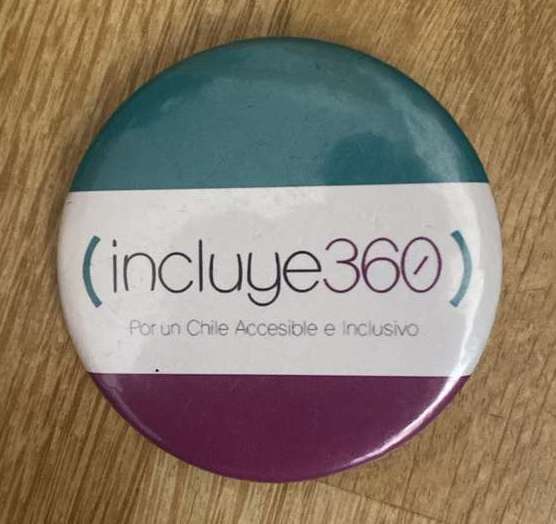 (incluye360)
Por un Chile Accesible e Inclusivo